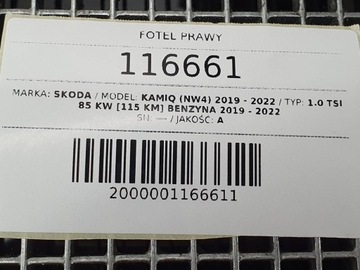 FOTEL PRAWY
116661
MARKA: SKODA / MODEL: KAMIQ (NW4) 2019 - 2022 / TYP: 1.0 TSI
85 KW [115 KM] BENZYNA 2019 - 2022
SN: --- / JAKOŚĆ: A
2000001166611